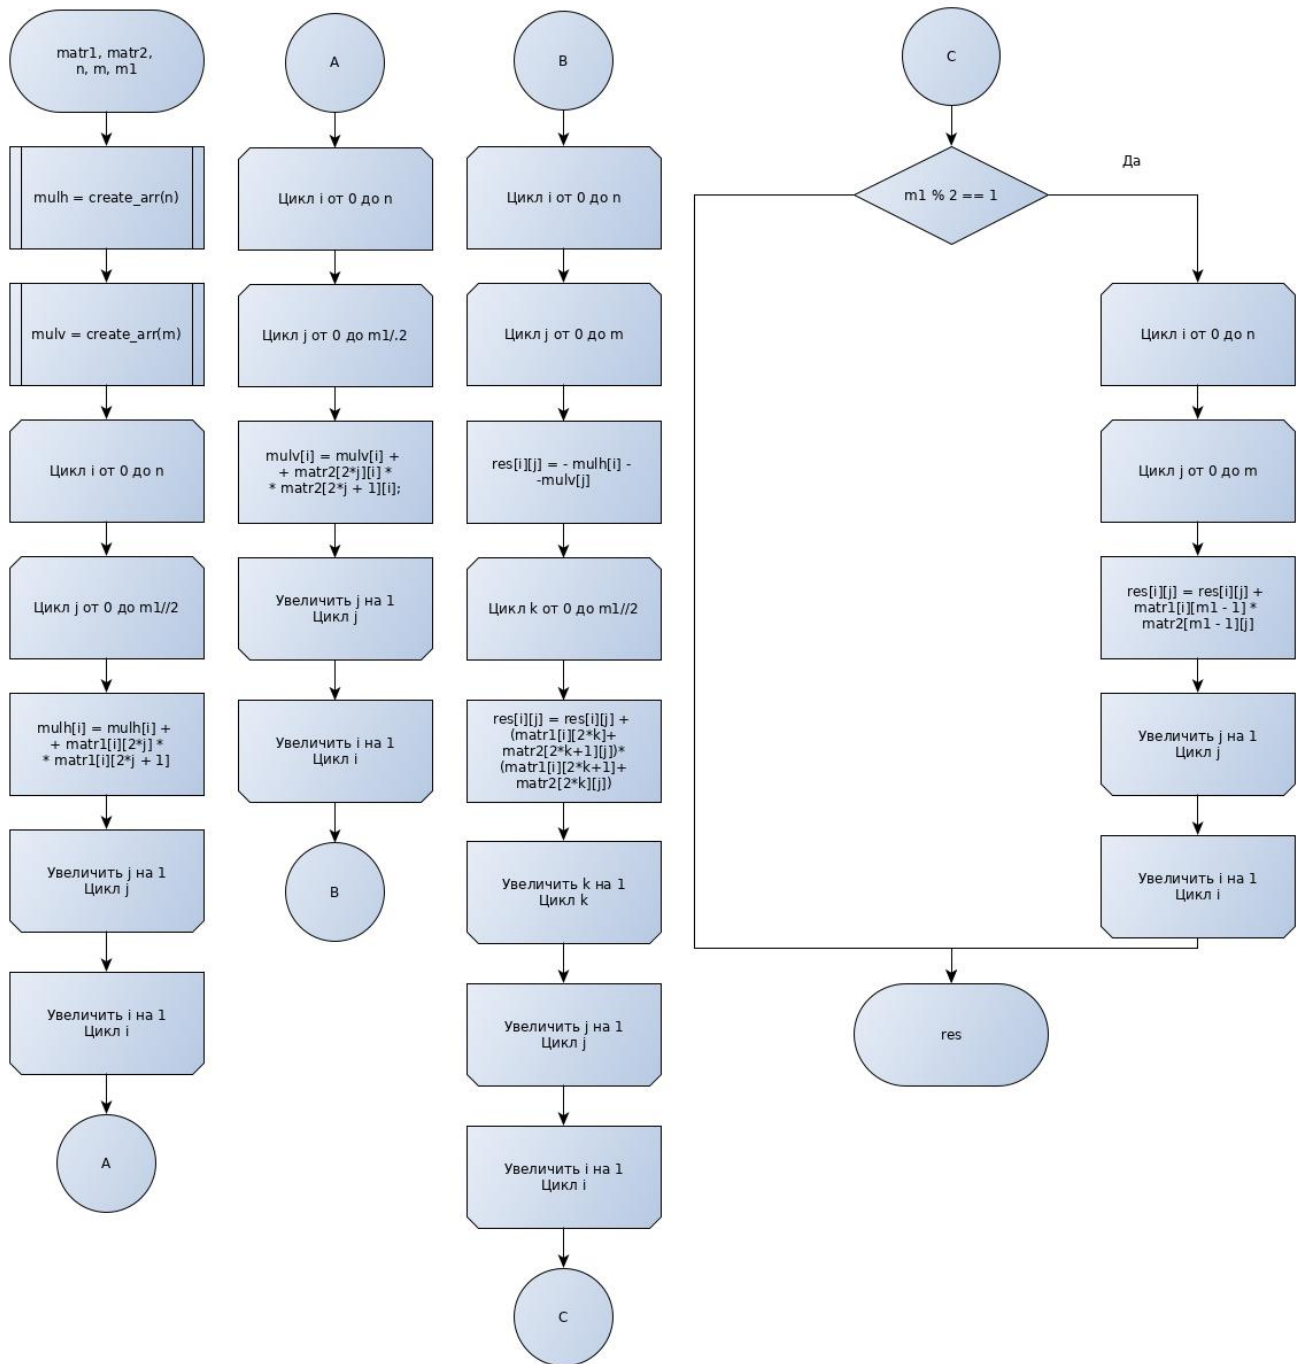 matr1, matr2,
n, m, m1
mulh = create_arr(n)
mulv = create_arr(m)
Цикл i от 0 до n
Цикл j от 0 до m1//2
mulh[i] = mulh[i] +
+ matr1[i][2*j] *
* matr1[i][2*j + 1]
Увеличить j на 1
Цикл j
Увеличить i на 1
Цикл i
A
A
Цикл i от 0 до n
Цикл j от 0 до m1/.2
mulv[i] = mulv[i] +
+ matr2[2*j][i] *
* matr2[2*j + 1][i];
Увеличить j на 1
Цикл j
Увеличить i на 1
Цикл i
B
B
Цикл i от 0 до n
Цикл j от 0 до m
res[i][j] = - mulh[i] -
-mulv[j]
Цикл k от 0 до m1//2
res[i][j] = res[i][j] +
(matr1[i][2*k]+
matr2[2*k+1][j])*
(matr1[i][2*k+1]+
matr2[2*k][j])
Увеличить k на 1
Цикл k
Увеличить j на 1
Цикл j
Увеличить i на 1
Цикл i
C
C
m1 % 2 == 1
Да
Цикл i от 0 до n
Цикл j от 0 до m
res[i][j] = res[i][j] +
matr1[i][m1 - 1] *
matr2[m1 - 1][j]
Увеличить j на 1
Цикл j
Увеличить i на 1
Цикл i
res